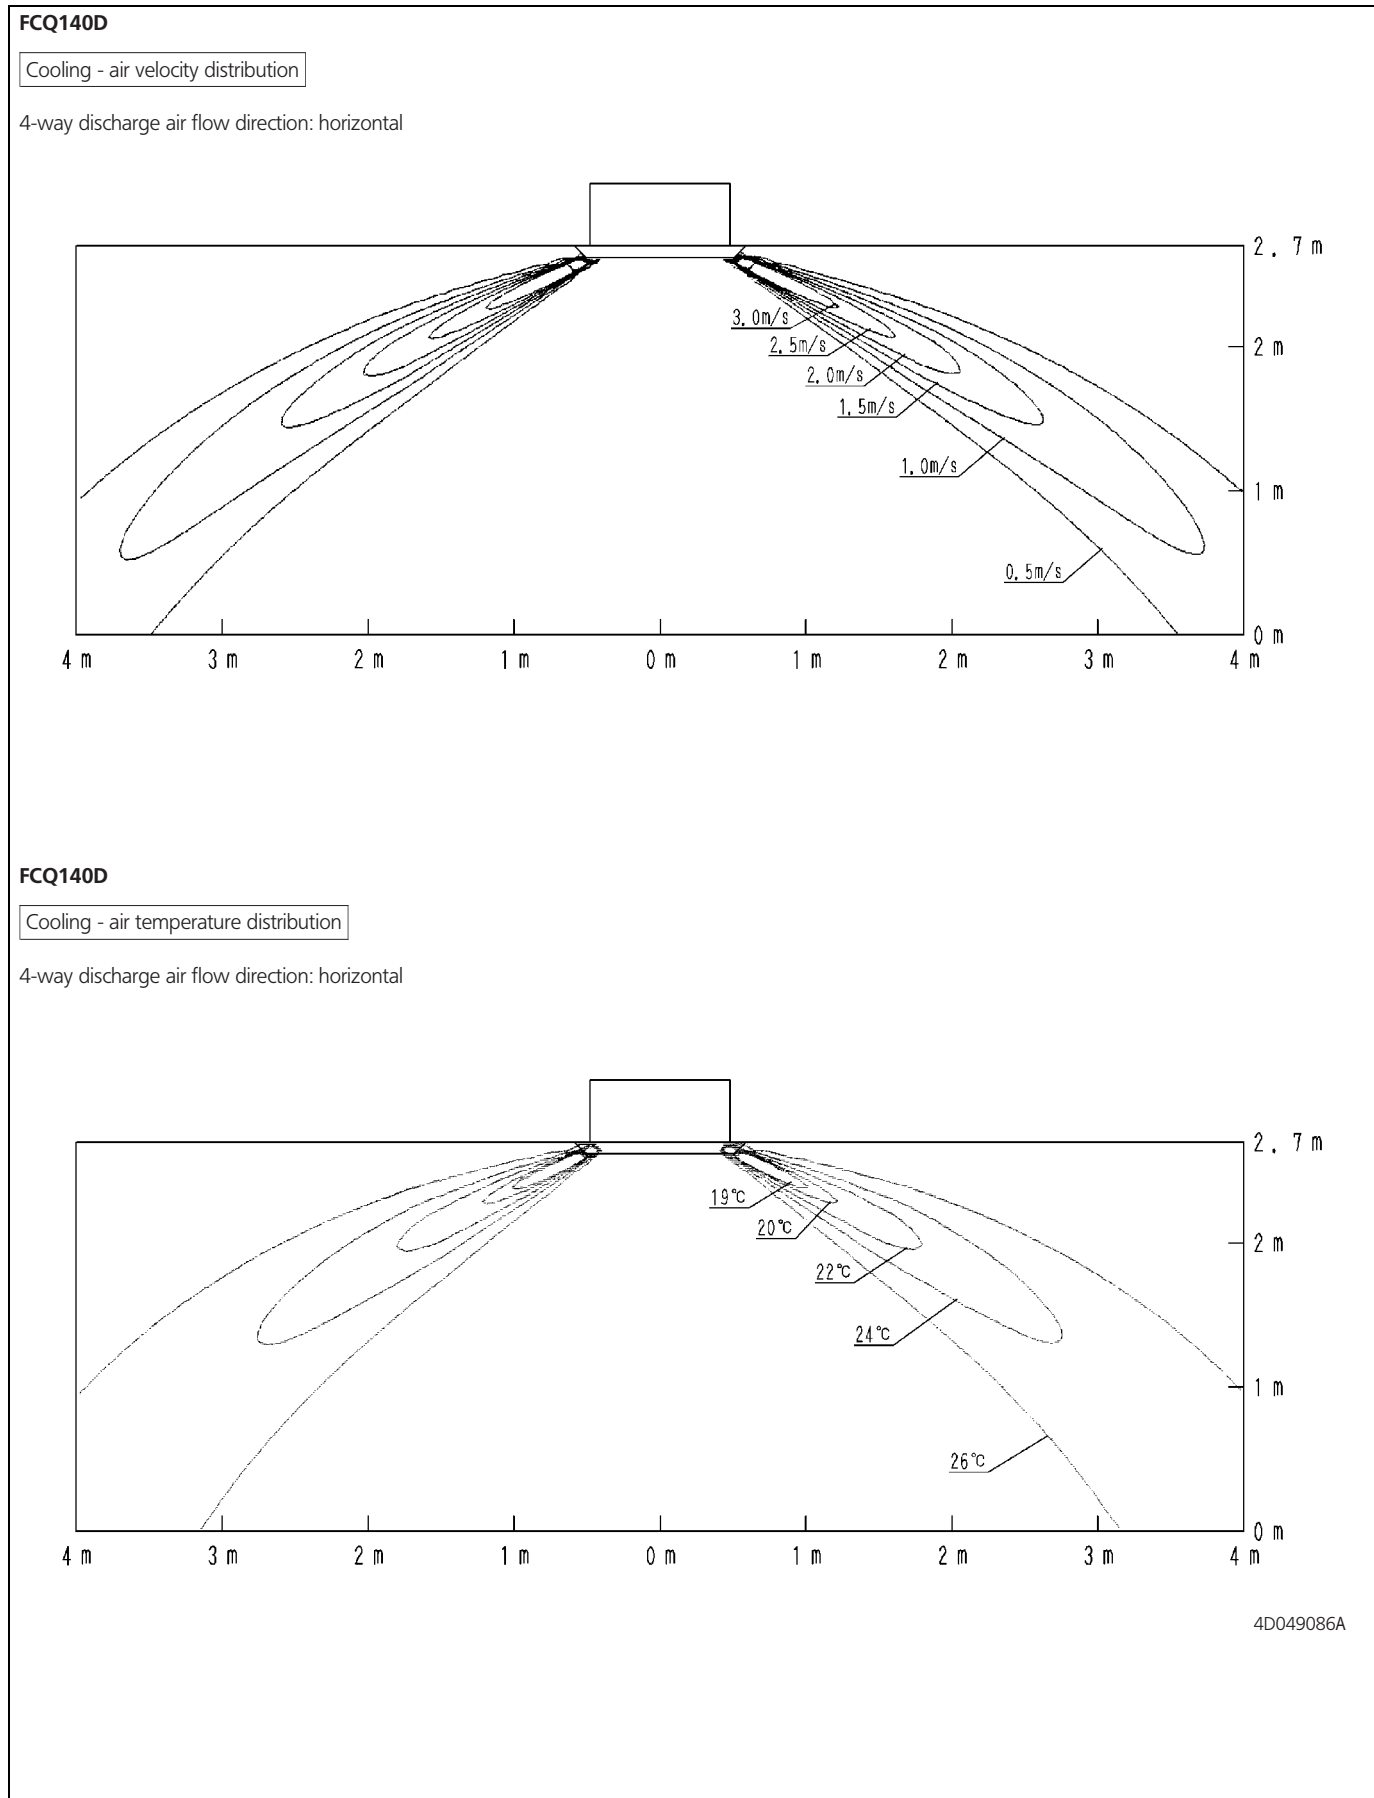 FCQ140D
Cooling - air velocity distribution
4-way discharge air flow direction: horizontal
2. 7 m
3. 0m/s
2. 5m/s
2 m
2. 0m/s
1. 5m/s
1. 0m/s
1 m
0. 5m/s
0 m
4 m 3 m 2 m 1 m 0 m 1 m 2 m 3 m 4 m
FCQ140D
Cooling - air temperature distribution
4-way discharge air flow direction: horizontal
2. 7 m
19℃
20℃
2 m
22℃
24℃
1 m
26℃
0 m
4 m 3 m 2 m 1 m 0 m 1 m 2 m 3 m 4 m
4D049086A